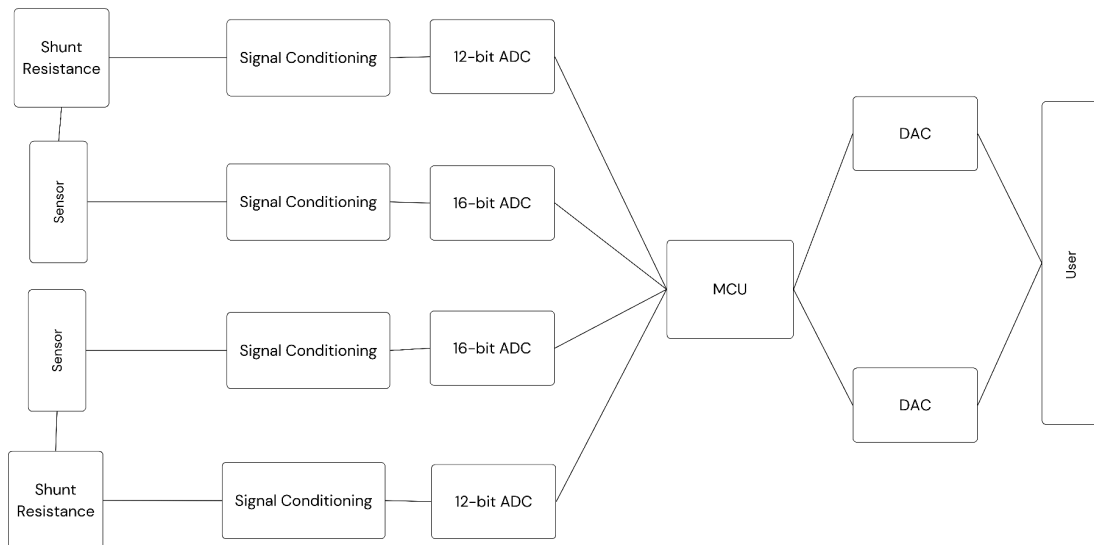 Shunt
Resistance
Signal Conditioning
12-bit ADC
DAC
Sensor
Signal Conditioning
16-bit ADC
MCU
User
Sensor
Signal Conditioning
16-bit ADC
DAC
Shunt
Resistance
Signal Conditioning
12-bit ADC